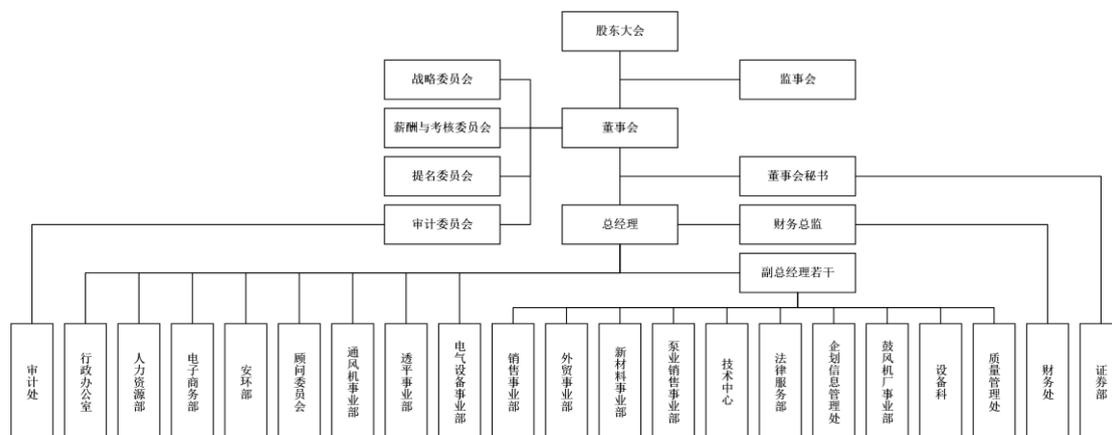 股东大会
战略委员会
监事会
薪酬与考核委员会
董事会
提名委员会
董事会秘书
审计委员会
总经理
财务总监
副总经理若干
审计处
行政办公室
人力资源部
电子商务部
安环部
顾问委员会
通风机事业部
透平事业部
电气设备事业部
销售事业部
外贸事业部
新材料事业部
泵业销售事业部
技术中心
法律服务部
企划信息管理处
鼓风机厂事业部
设备科
质量管理处
财务处
证券部